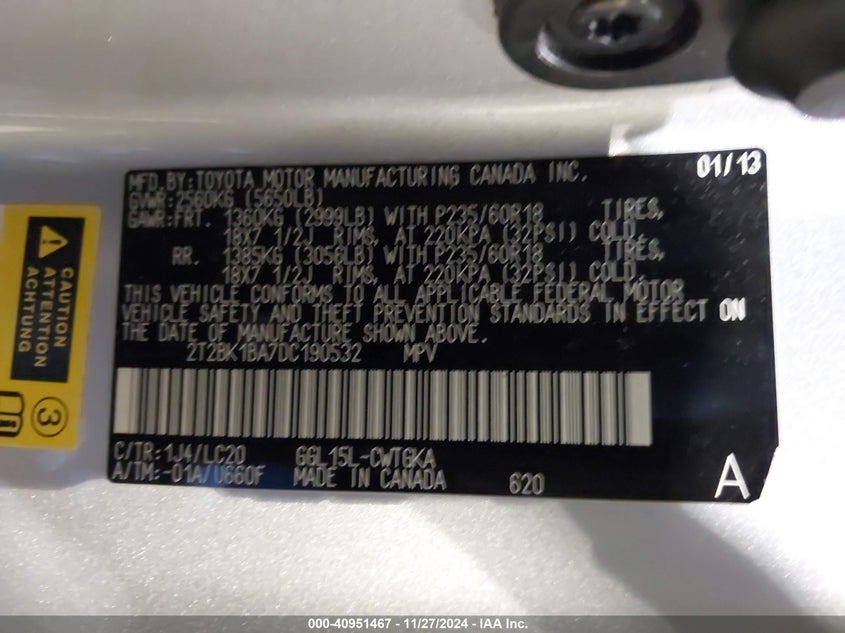 01/13
MFD.BY:TOYOTA MOTOR MANUFACTURING CANADA INC.
GVWR:2560KG (5650LB)
GAWR:FRT. 1360KG (2999LB) WITH P235/60R18 TIRES,
18X7 1/2J RIMS, AT 220KPA (32PSI) COLD,
RR. 1385KG (3056LB) WITH P235/60R18 TIRES,
18X7 1/2J RIMS, AT 220KPA (32PSI) COLD.
THIS VEHICLE CONFORMS TO ALL APPLICABLE FEDERAL MOTOR
VEHICLE SAFETY AND THEFT PREVENTION STANDARDS IN EFFECT ON
THE DATE OF MANUFACTURE SHOWN ABOVE.
2T2BK1BA7DC190532 MPV
C/TR:1J4/LC20 GGL15L-CWTGKA
A/TM:-01A/U660F MADE IN CANADA 620
A
CAUTION
ATTENTION
ACHTUNG
3
000-40951467 - 11/27/2024 - IAA Inc.